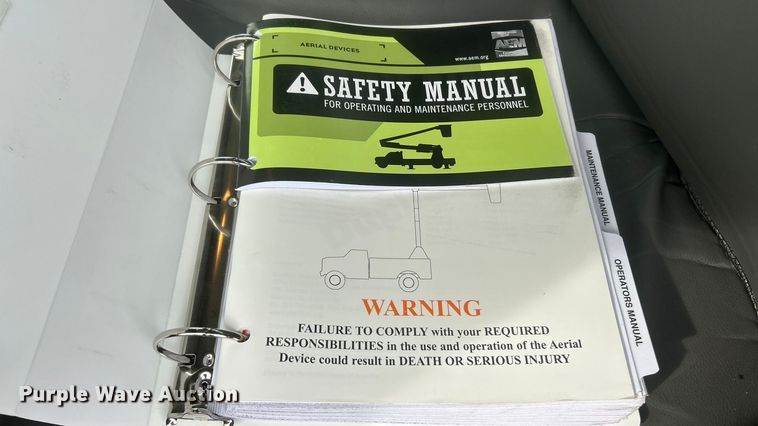 AERIAL DEVICES
AEM
www.aem.org
SAFETY MANUAL
FOR OPERATING AND MAINTENANCE PERSONNEL
MAINTENANCE MANUAL
OPERATORS MANUAL
WARNING
FAILURE TO COMPLY with your REQUIRED
RESPONSIBILITIES in the use and operation of the Aerial
Device could result in DEATH OR SERIOUS INJURY
Purple Wave Auction